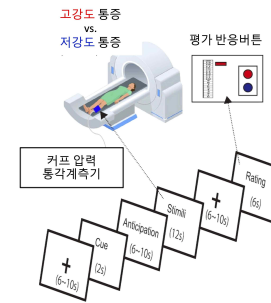 고강도 통증
vs.
저강도 통증
평가 반응버튼
커프 압력
통각계측기
Rating
(6s)
+
(6~10s)
Stimili
(12s)
Anticipation
(6~10s)
Cue
(2s)
+
(6~10s)